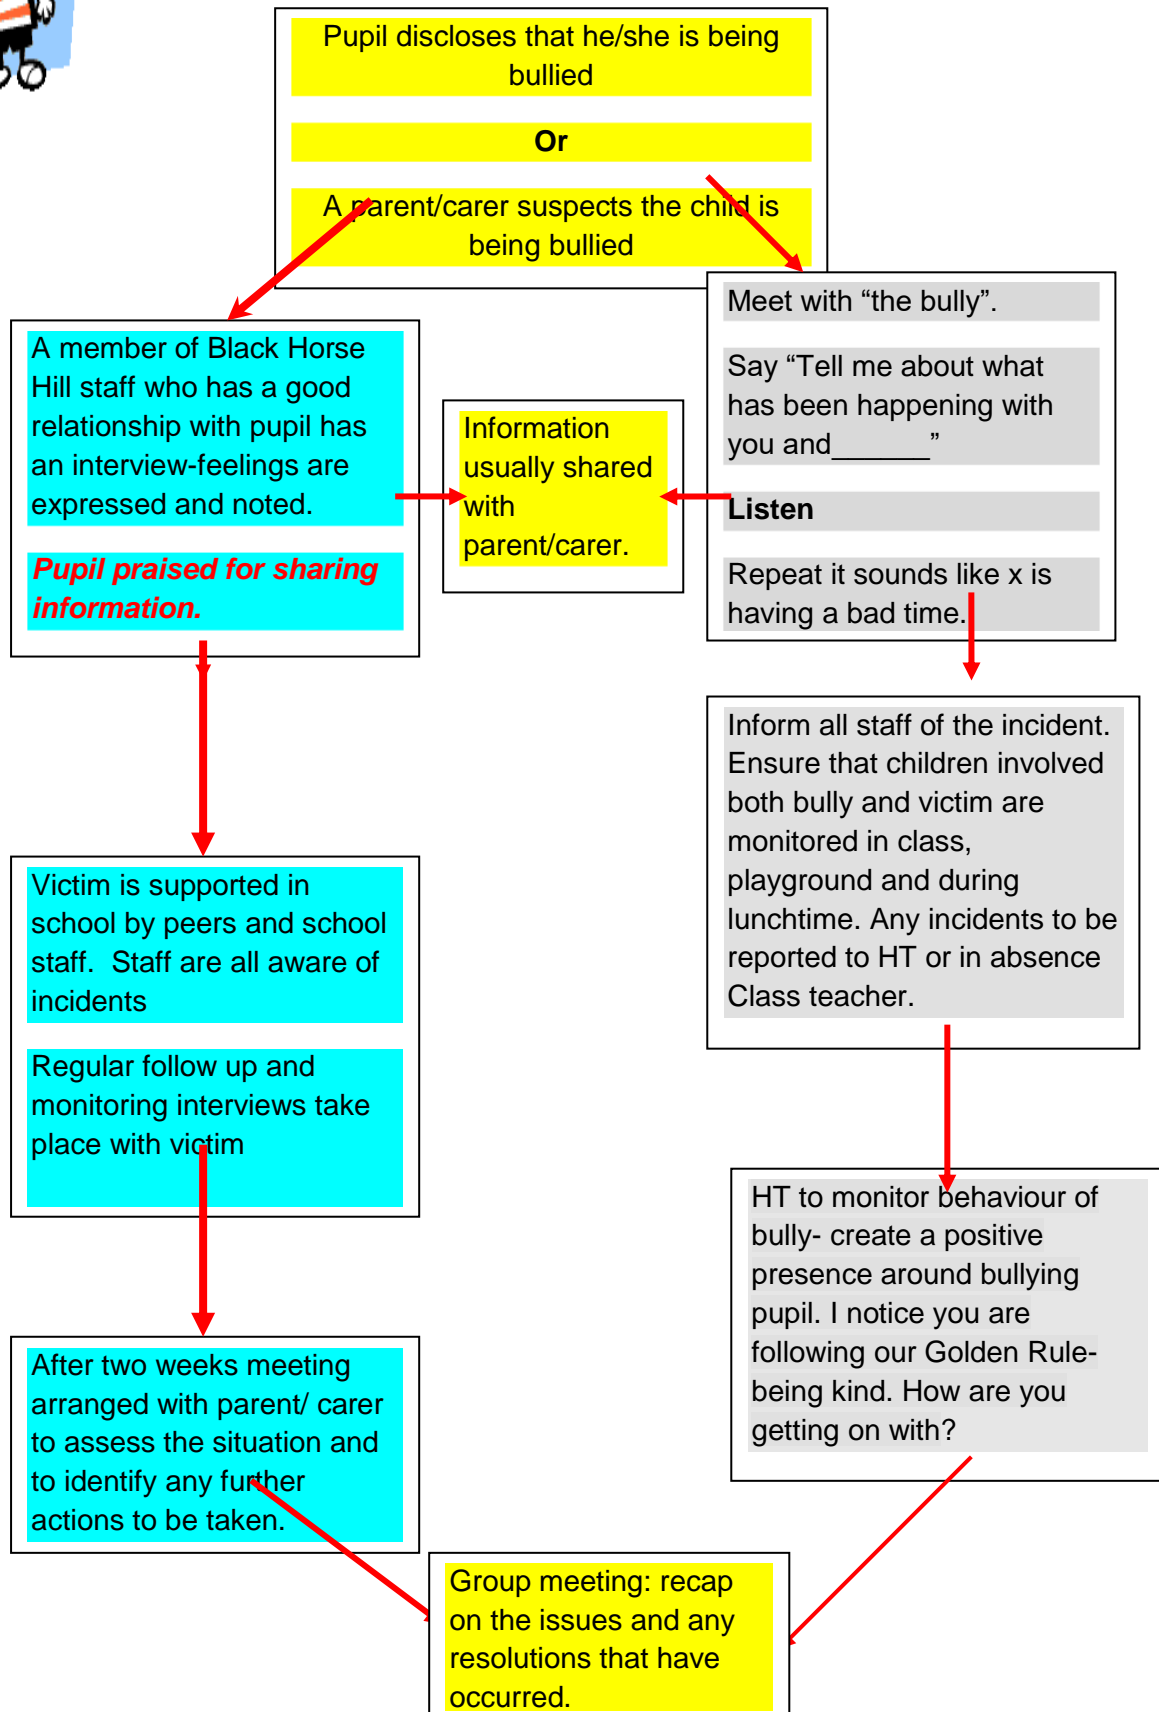 Pupil discloses that he/she is being
bullied
Or
A parent/carer suspects the child is
being bullied
A member of Black Horse
Hill staff who has a good
relationship with pupil has
an interview-feelings are
expressed and noted.
Pupil praised for sharing
information.
Information
usually shared
with
parent/carer.
Meet with “the bully”.
Say “Tell me about what
has been happening with
you and______”
Listen
Repeat it sounds like x is
having a bad time.
Inform all staff of the incident.
Ensure that children involved
both bully and victim are
monitored in class,
playground and during
lunchtime. Any incidents to be
reported to HT or in absence
Class teacher.
Victim is supported in
school by peers and school
staff.  Staff are all aware of
incidents
Regular follow up and
monitoring interviews take
place with victim
HT to monitor behaviour of
bully- create a positive
presence around bullying
pupil. I notice you are
following our Golden Rule-
being kind. How are you
getting on with?
After two weeks meeting
arranged with parent/ carer
to assess the situation and
to identify any further
actions to be taken.
Group meeting: recap
on the issues and any
resolutions that have
occurred.